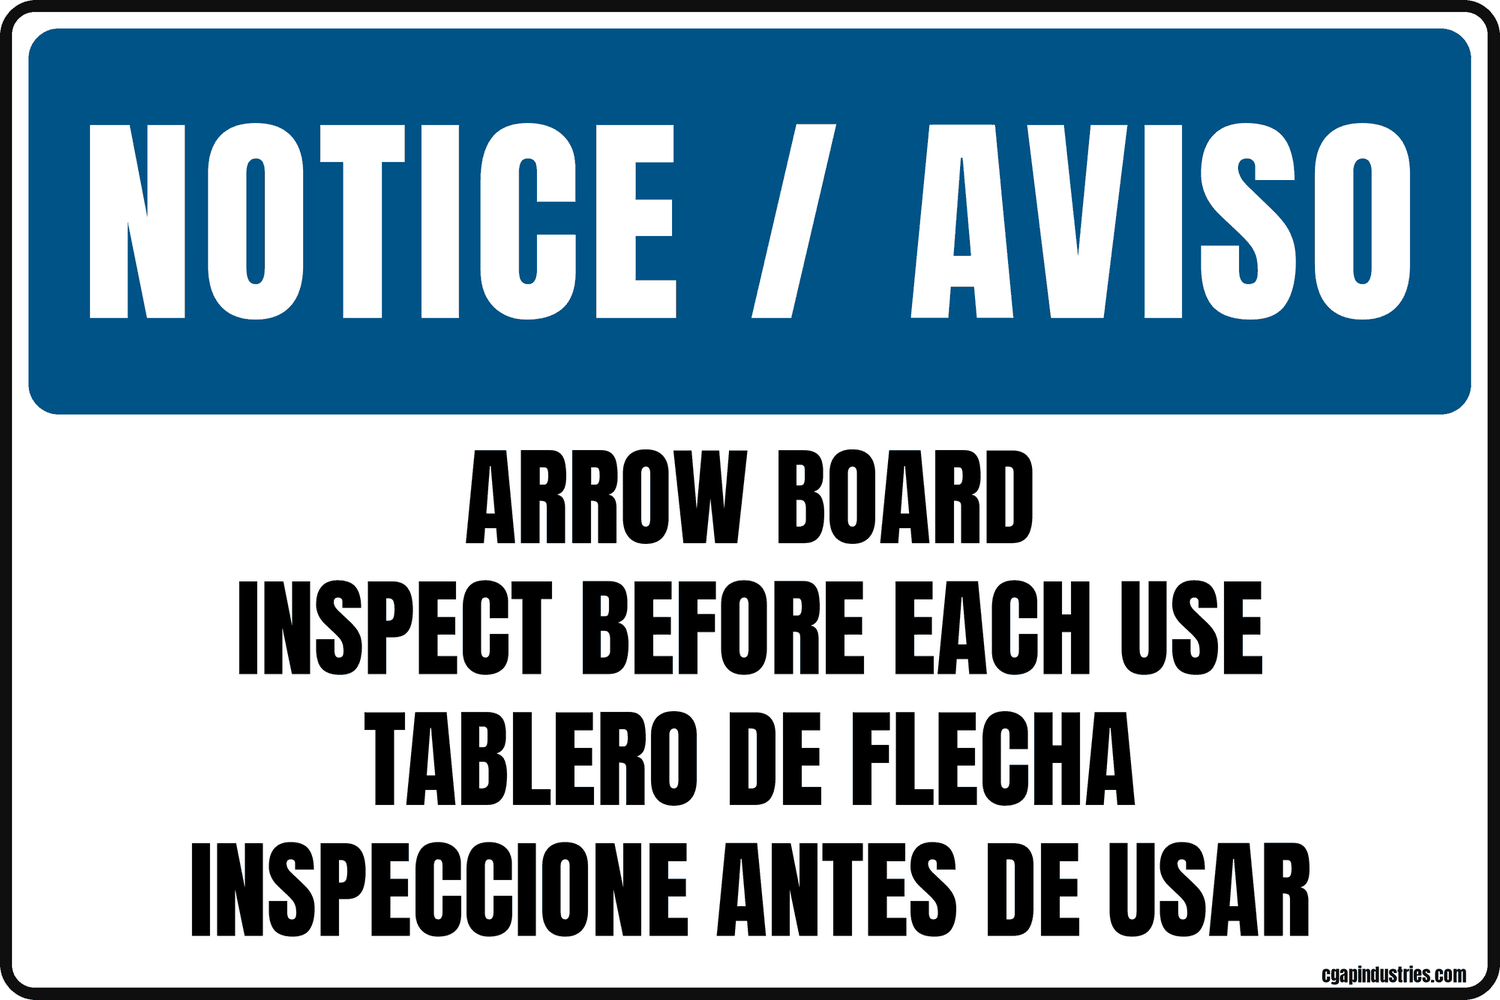 NOTICE / AVISO
ARROW BOARD
INSPECT BEFORE EACH USE
TABLERO DE FLECHA
INSPECCIONE ANTES DE USAR
cgapindustries.com